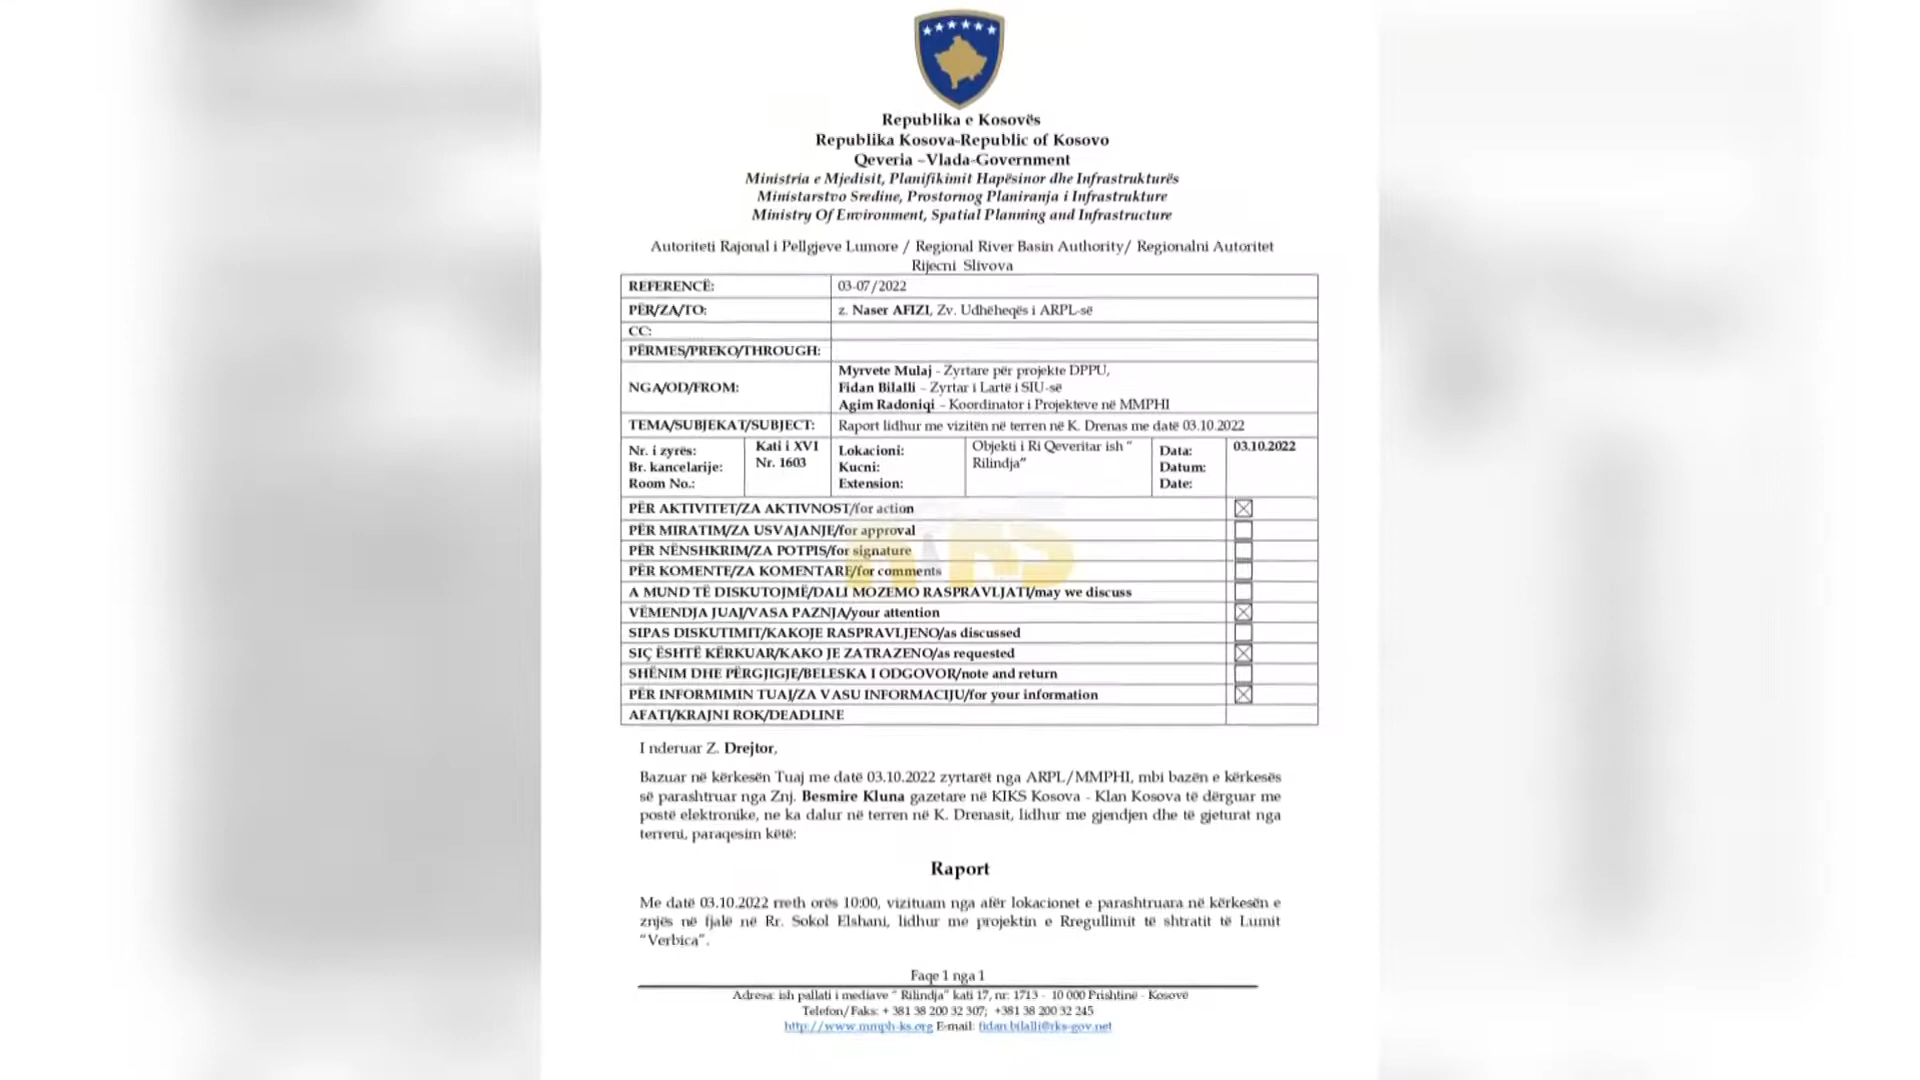 Republika e Kosovës
Republika Kosova-Republic of Kosovo
Qeveria –Vlada-Government
Ministria e Mjedisit, Planifikimit Hapësinor dhe Infrastrukturës
Ministarstvo Sredine, Prostornog Planiranja i Infrastrukture
Ministry Of Environment, Spatial Planning and Infrastructure
Autoriteti Rajonal i Pellgjeve Lumore / Regional River Basin Authority/ Regionalni Autoritet
Rijecni Slivova
REFERENCË: 03-07/2022
PËR/ZA/TO: z. Naser AFIZI, Zv. Udhëheqës i ARPL-së
CC:
PËRMES/PREKO/THROUGH:
NGA/OD/FROM:
Myrvete Mulaj - Zyrtare për projekte DPPU,
Fidan Bilalli – Zyrtar i Lartë i SIU-së
Agim Radoniqi – Koordinator i Projekteve në MMPHI
TEMA/SUBJEKAT/SUBJECT: Raport lidhur me vizitën në terren në K. Drenas me datë 03.10.2022
Nr. i zyrës:
Br. kancelarije:
Room No.:
Kati i XVI
Nr. 1603
Lokacioni:
Kucni:
Extension:
Objekti i Ri Qeveritar ish “
Rilindja”
Data:
Datum:
Date:
03.10.2022
PËR AKTIVITET/ZA AKTIVNOST/for action
PËR MIRATIM/ZA USVAJANJE/for approval
PËR NËNSHKRIM/ZA POTPIS/for signature
PËR KOMENTE/ZA KOMENTARE/for comments
A MUND TË DISKUTOJMË/DALI MOZEMO RASPRAVLJATI/may we discuss
VËMENDJA JUAJ/VASA PAZNJA/your attention
SIPAS DISKUTIMIT/KAKOJE RASPRAVLJENO/as discussed
SIÇ ËSHTË KËRKUAR/KAKO JE ZATRAZENO/as requested
SHËNIM DHE PËRGJIGJE/BELESKA I ODGOVOR/note and return
PËR INFORMIMIN TUAJ/ZA VASU INFORMACIJU/for your information
AFATI/KRAJNI ROK/DEADLINE
I nderuar Z. Drejtor,
Bazuar në kërkesën Tuaj me datë 03.10.2022 zyrtarët nga ARPL/MMPHI, mbi bazën e kërkesës
së parashtruar nga Znj. Besmire Kluna gazetare në KIKS Kosova - Klan Kosova të dërguar me
postë elektronike, ne ka dalur në terren në K. Drenasit, lidhur me gjendjen dhe të gjeturat nga
terreni, paraqesim këtë:
Raport
Me datë 03.10.2022 rreth orës 10:00, vizituam nga afër lokacionet e parashtruara në kërkesën e
znjës në fjalë në Rr. Sokol Elshani, lidhur me projektin e Rregullimit të shtratit të Lumit
“Verbica”.
Faqe 1 nga 1
Adresa: ish pallati i mediave “ Rilindja” kati 17, nr: 1713 - 10 000 Prishtinë - Kosovë
Telefon/Faks: + 381 38 200 32 307; +381 38 200 32 245
http://www.mmph-ks.org E-mail: fidan.bilalli@rks-gov.net